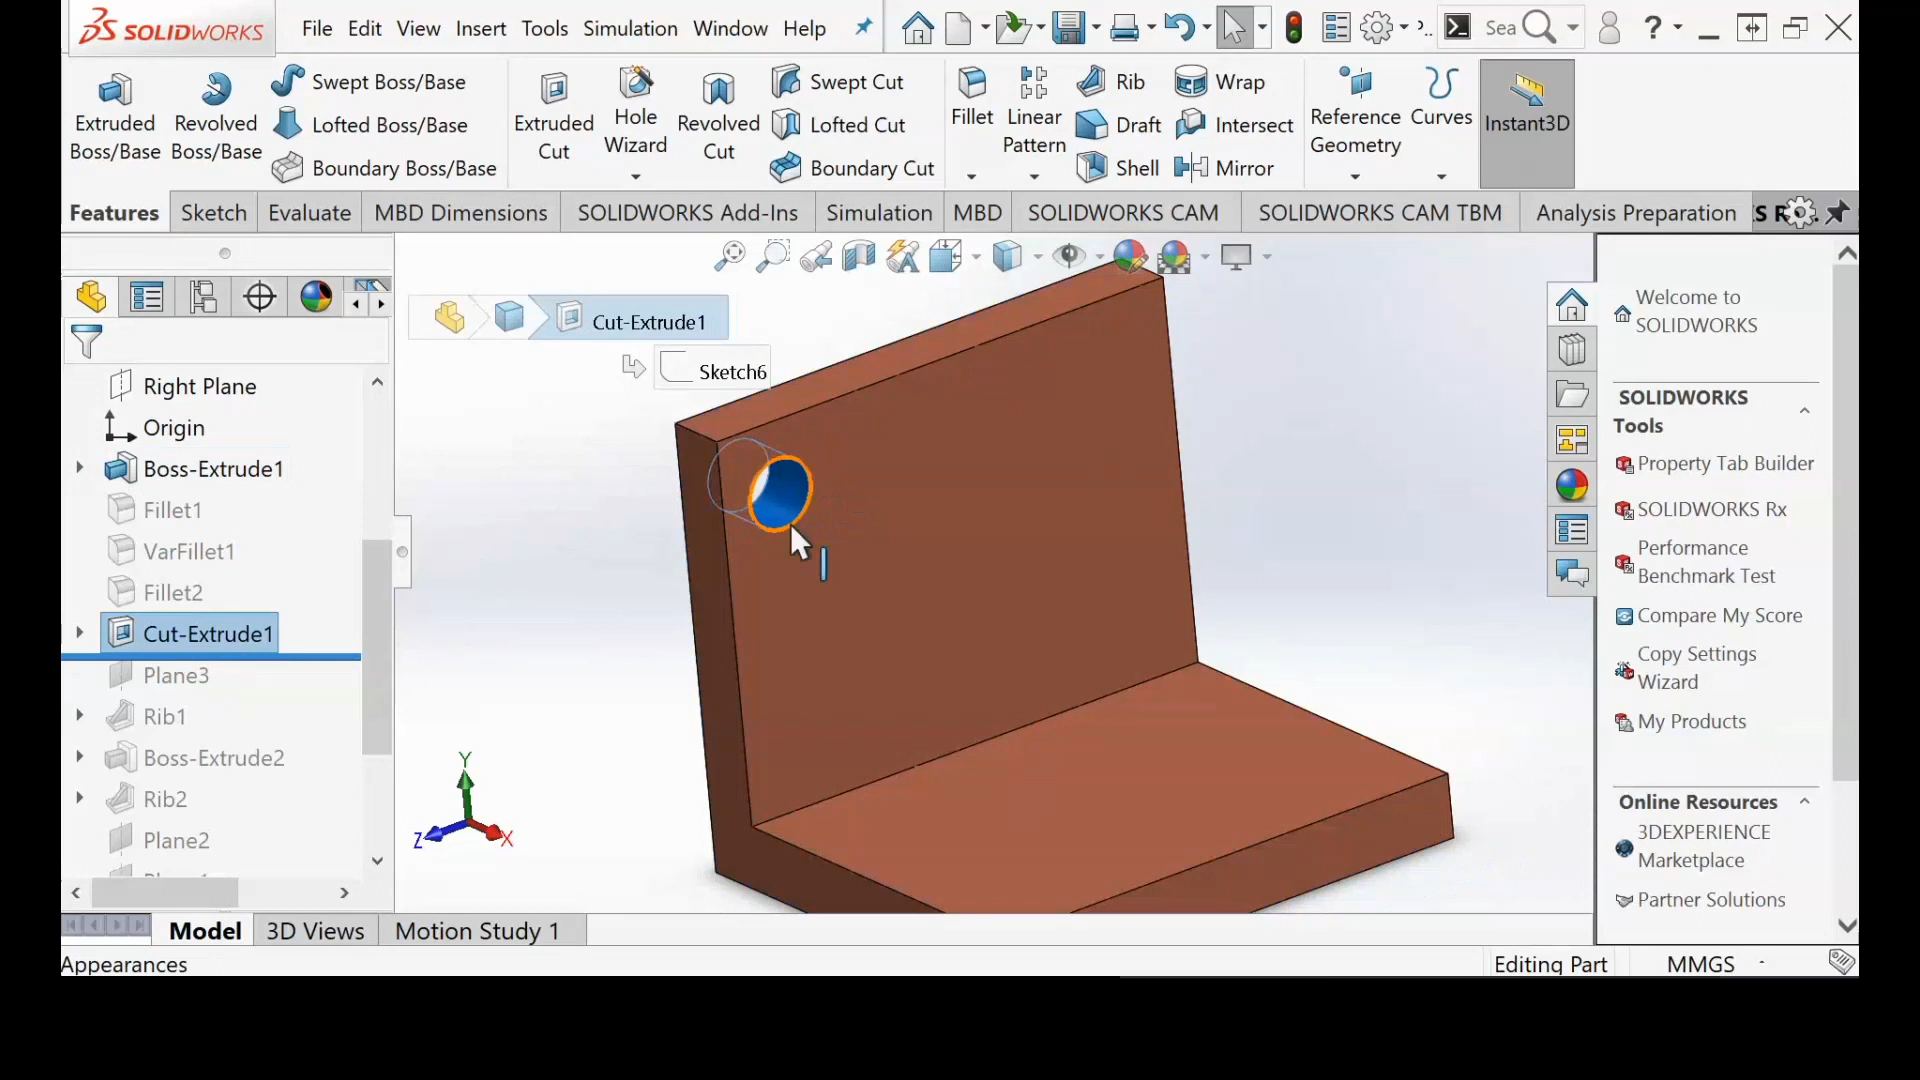 SOLIDWORKS
File Edit View Insert Tools Simulation Window Help
Sea
?
Extruded
Boss/Base
Revolved
Boss/Base
Swept Boss/Base
Lofted Boss/Base
Boundary Boss/Base
Extruded
Cut
Hole
Wizard
Revolved
Cut
Swept Cut
Lofted Cut
Boundary Cut
Fillet
Linear
Pattern
Rib
Draft
Shell
Wrap
Intersect
Mirror
Reference
Geometry
Curves
Instant3D
Features Sketch Evaluate MBD Dimensions SOLIDWORKS Add-Ins Simulation MBD SOLIDWORKS CAM SOLIDWORKS CAM TBM Analysis Preparation
Cut-Extrude1
Sketch6
Right Plane
Origin
Boss-Extrude1
Fillet1
VarFillet1
Fillet2
Cut-Extrude1
Plane3
Rib1
Boss-Extrude2
Rib2
Plane2
Y
Z
X
Welcome to
SOLIDWORKS
SOLIDWORKS
Tools
Property Tab Builder
SOLIDWORKS Rx
Performance
Benchmark Test
Compare My Score
Copy Settings
Wizard
My Products
Online Resources
3DEXPERIENCE
Marketplace
Partner Solutions
Model 3D Views Motion Study 1
Appearances
Editing Part MMGS